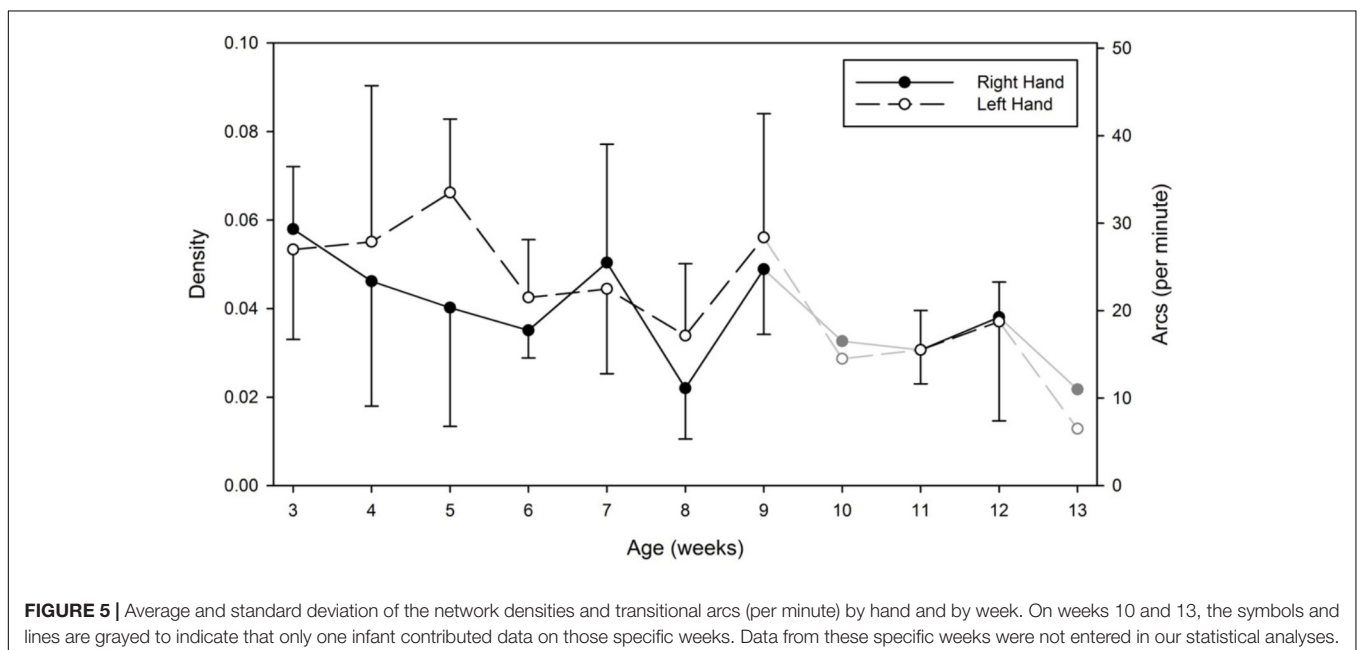 0.10
0.08
0.06
0.04
0.02
0.00
Density
50
40
30
20
10
0
Arcs (per minute)
Right Hand
Left Hand
3 4 5 6 7 8 9 10 11 12 13
Age (weeks)
FIGURE 5 | Average and standard deviation of the network densities and transitional arcs (per minute) by hand and by week. On weeks 10 and 13, the symbols and
lines are grayed to indicate that only one infant contributed data on those specific weeks. Data from these specific weeks were not entered in our statistical analyses.